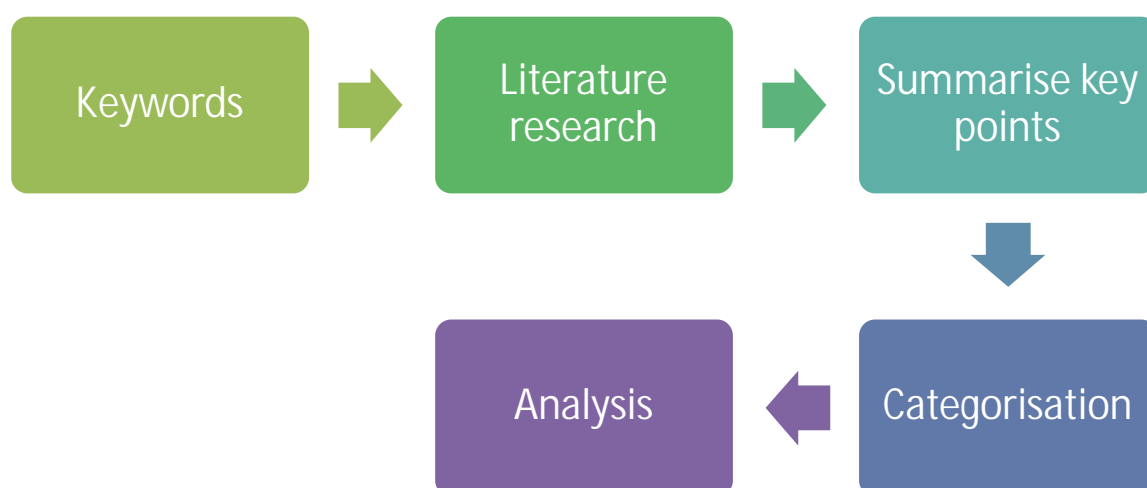 Keywords
Literature
research
Summarise key
points
Categorisation
Analysis